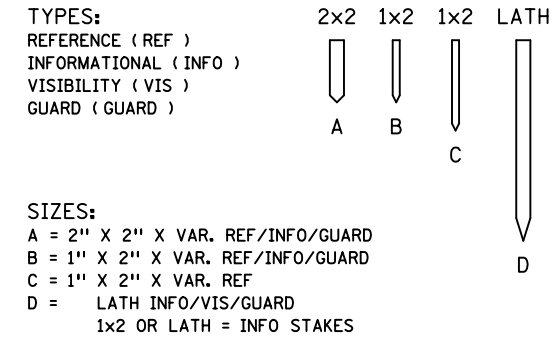 TYPES: 2x2 1x2 1x2 LATH
REFERENCE ( REF )
INFORMATIONAL ( INFO )
VISIBILITY ( VIS )
GUARD ( GUARD )
A B
C
SIZES:
A = 2" X 2" X VAR. REF/INFO/GUARD
B = 1" X 2" X VAR. REF/INFO/GUARD
C = 1" X 2" X VAR. REF
D = LATH INFO/VIS/GUARD
D
1x2 OR LATH = INFO STAKES